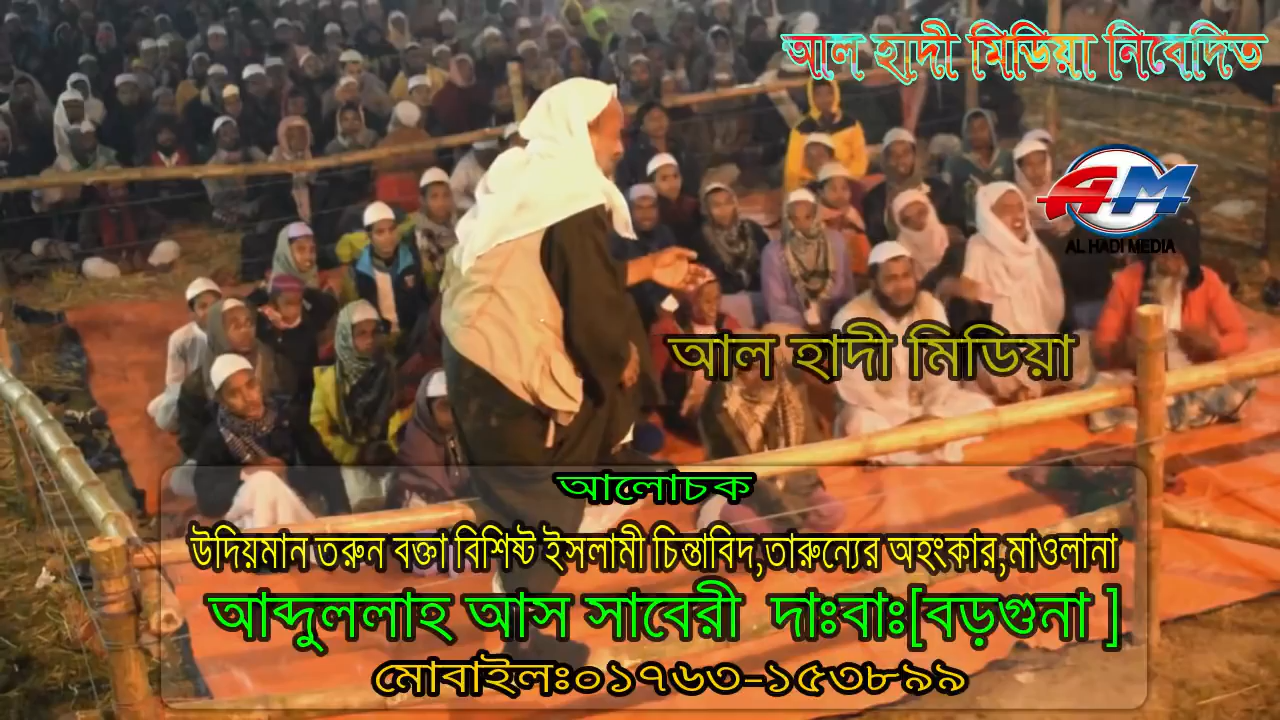 আল হাদী মিডিয়া নিবেদিত
AM
AL HADI MEDIA
আল হাদী মিডিয়া
আলোচক
উদিয়মান তরুন বক্তা বিশিষ্ট ইসলামী চিন্তাবিদ,তারুন্যের অহংকার,মাওলানা
আব্দুললাহ আস সাবেরী দাঃবাঃ[বড়গুনা ]
মোবাইলঃ০১৭৬৩-১৫৩৮৯৯